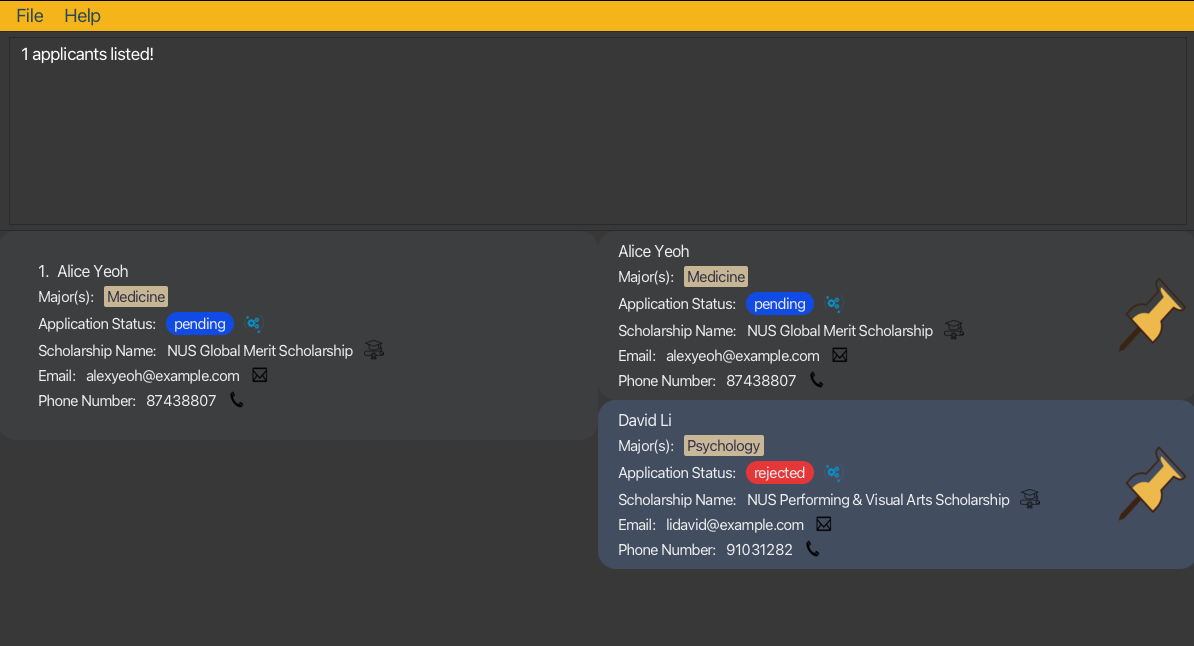 File Help
1 applicants listed!
1. Alice Yeoh
Major(s): Medicine
Application Status: pending
Scholarship Name: NUS Global Merit Scholarship
Email: alexyeoh@example.com
Phone Number: 87438807
Alice Yeoh
Major(s): Medicine
Application Status: pending
Scholarship Name: NUS Global Merit Scholarship
Email: alexyeoh@example.com
Phone Number: 87438807
David Li
Major(s): Psychology
Application Status: rejected
Scholarship Name: NUS Performing & Visual Arts Scholarship
Email: lidavid@example.com
Phone Number: 91031282